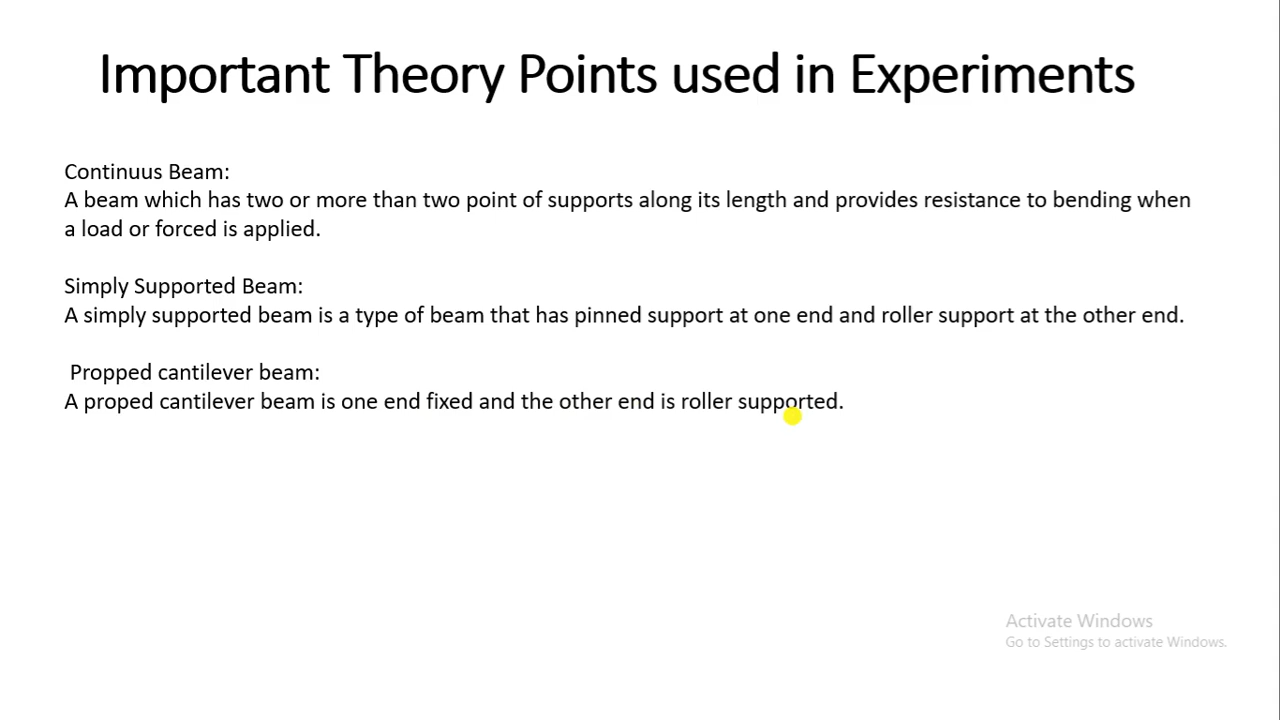 Important Theory Points used in Experiments
Continuus Beam:
A beam which has two or more than two point of supports along its length and provides resistance to bending when
a load or forced is applied.
Simply Supported Beam:
A simply supported beam is a type of beam that has pinned support at one end and roller support at the other end.
Propped cantilever beam:
A proped cantilever beam is one end fixed and the other end is roller supported.
Activate Windows
Go to Settings to activate Windows.